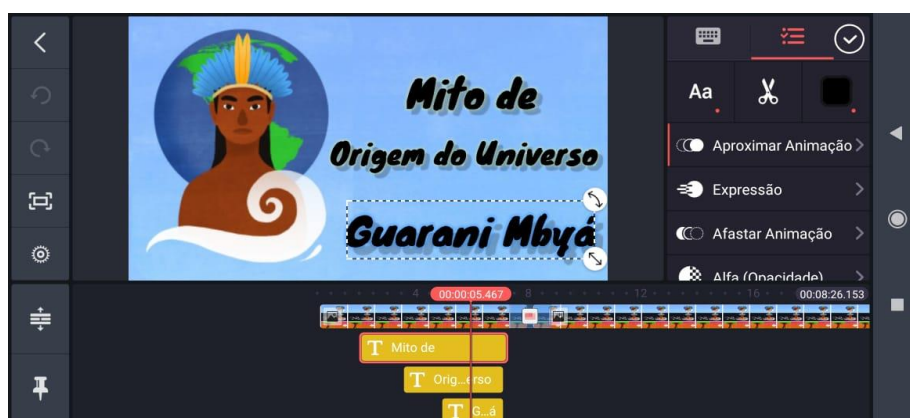 Mito de
Origem do Universo
Guarani Mbyá
Aa
Aproximar Animação
Expressão
Afastar Animação
Alfa (Opacidade)
4
00:00:05.467
8
12
16
00:08:26.153
T Mito de
T Orig...erso
T G...á